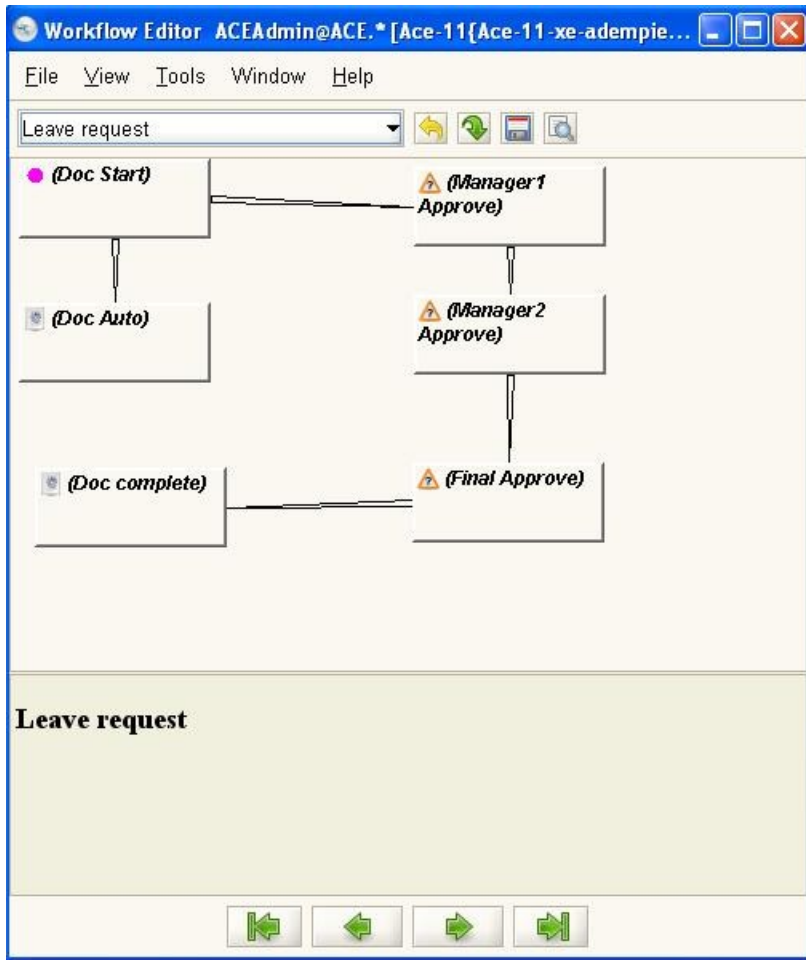 Workflow Editor ACEAdmin@ACE.* [Ace-11{Ace-11-xe-adempie...
File View Tools Window Help
Leave request
(Doc Start)
(Manager1
Approve)
(Doc Auto)
(Manager2
Approve)
(Doc complete)
(Final Approve)
Leave request